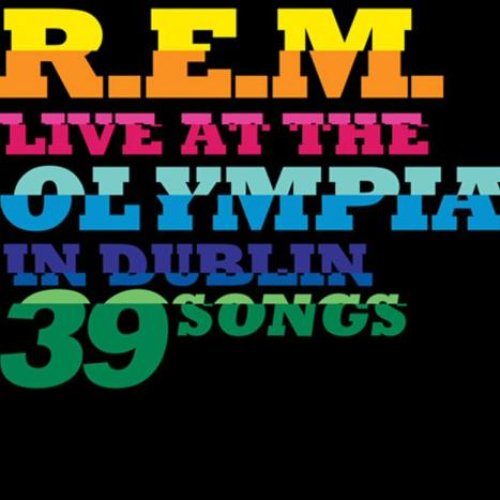 R.E.M.
LIVE AT THE
OLYMPIA
IN DUBLIN
39 SONGS